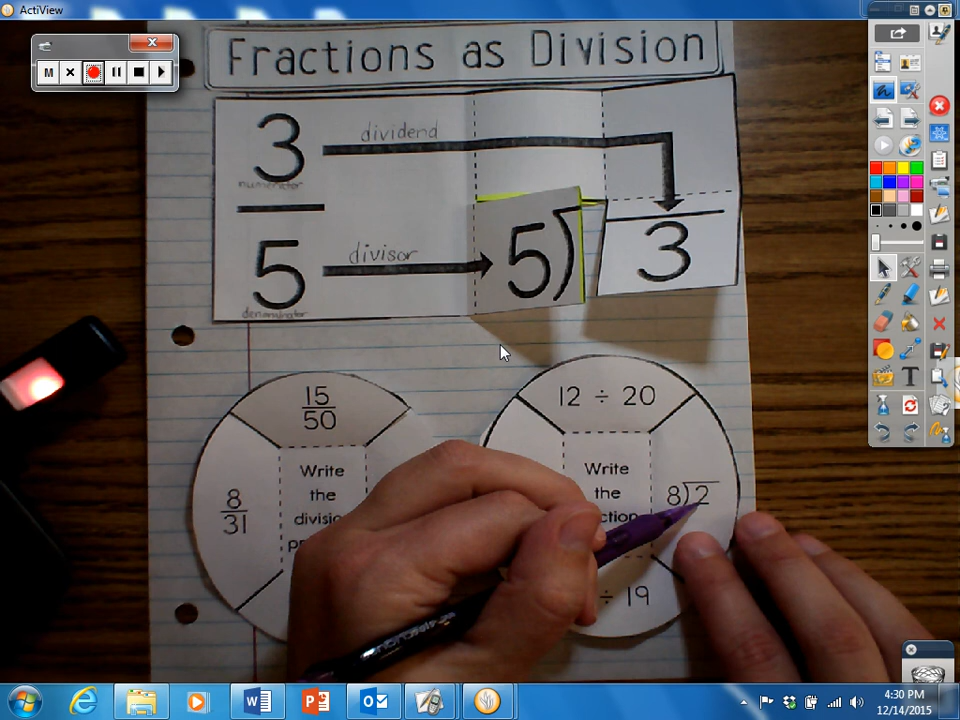 ActiView
M
Fractions as Division
3
dividend
numerator
5
divisor
denominator
5)
3
15
50
8
31
Write
the
12 ÷ 20
Write
the
8)2
÷ 19
T
4:30 PM
12/14/2015